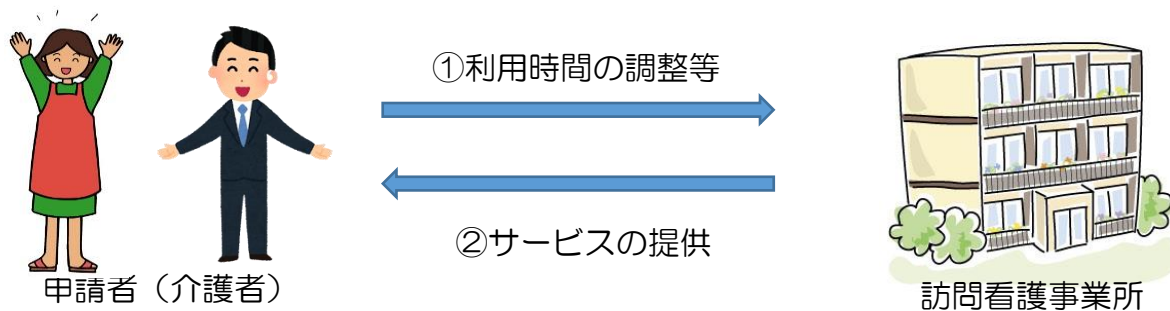 ①利用時間の調整等
②サービスの提供
申請者（介護者）
訪問看護事業所